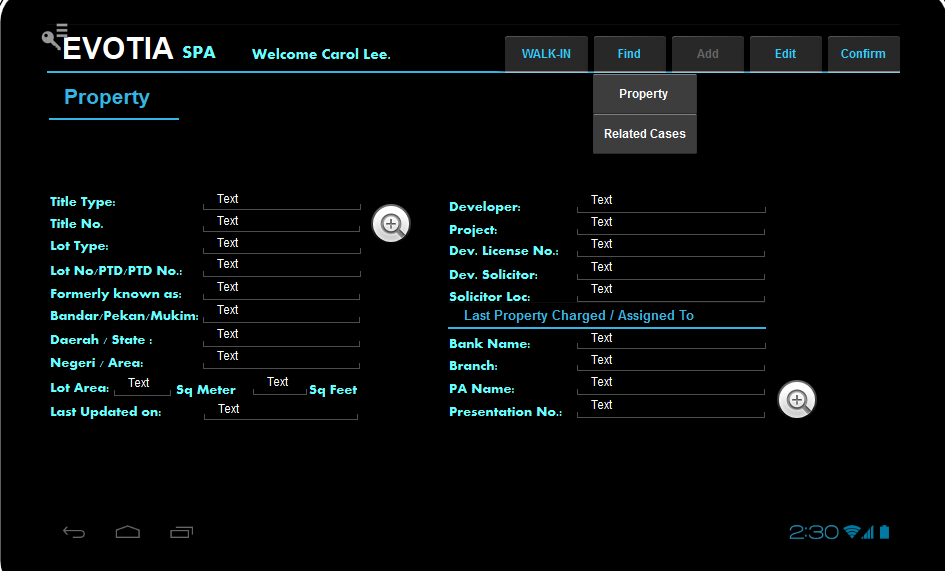 EVOTIA SPA Welcome Carol Lee. WALK-IN Find Add Edit Confirm
Property
Property
Related Cases
Title Type: Text
Title No. Text
Lot Type: Text
Lot No/PTD/PTD No.: Text
Formerly known as: Text
Bandar/Pekan/Mukim: Text
Daerah / State : Text
Negeri / Area: Text
Lot Area: Text Sq Meter Text Sq Feet
Last Updated on: Text
Developer: Text
Project: Text
Dev. License No.: Text
Dev. Solicitor: Text
Solicitor Loc: Text
Last Property Charged / Assigned To
Bank Name: Text
Branch: Text
PA Name: Text
Presentation No.: Text
2:30